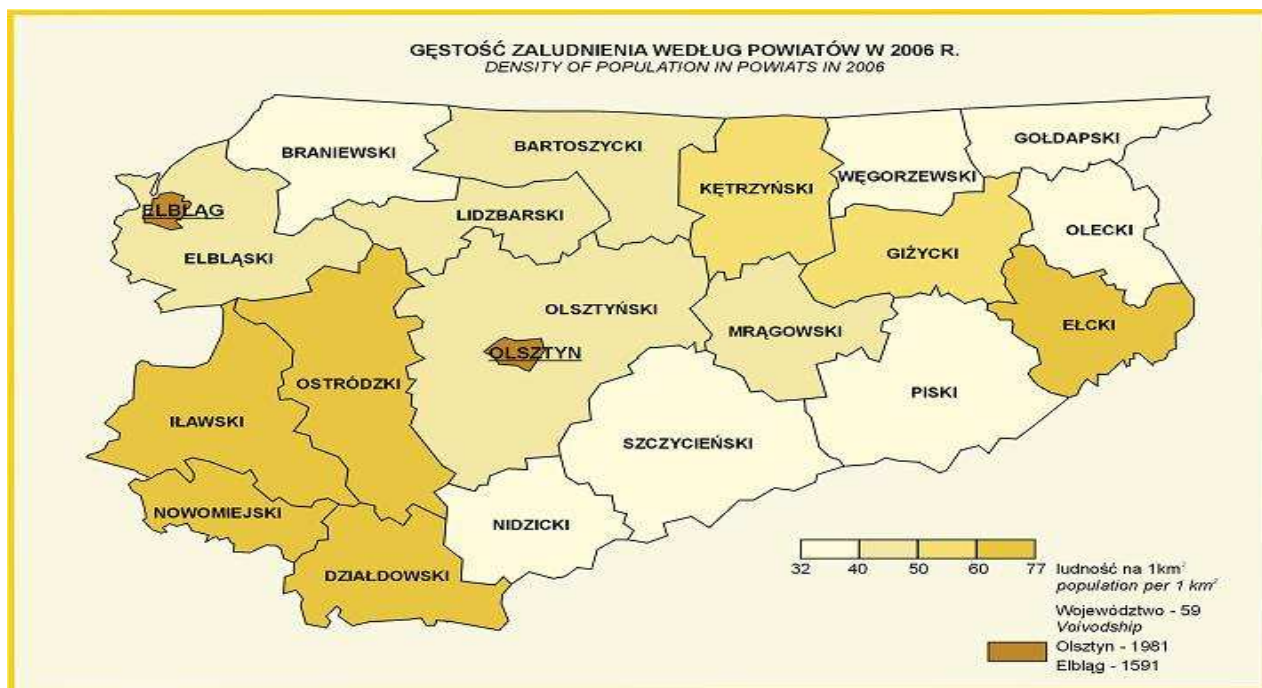 GĘSTOŚĆ ZALUDNIENIA WEDŁUG POWIATÓW W 2006 R.
DENSITY OF POPULATION IN POWIATS IN 2006
BRANIEWSKI
BARTOSZYCKI
GOŁDAPSKI
KĘTRZYŃSKI
WĘGORZEWSKI
ELBLĄG
LIDZBARSKI
OLECKI
ELBLĄSKI
GIŻYCKI
OLSZTYŃSKI
MRĄGOWSKI
EŁCKI
OLSZTYN
OSTRÓDZKI
PISKI
IŁAWSKI
SZCZYCIEŃSKI
NOWOMIEJSKI
NIDZICKI
DZIAŁDOWSKI
32 40 50 60 77 ludność na 1km²
population per 1 km²
Województwo - 59
Voivodship
Olsztyn - 1981
Elbląg - 1591